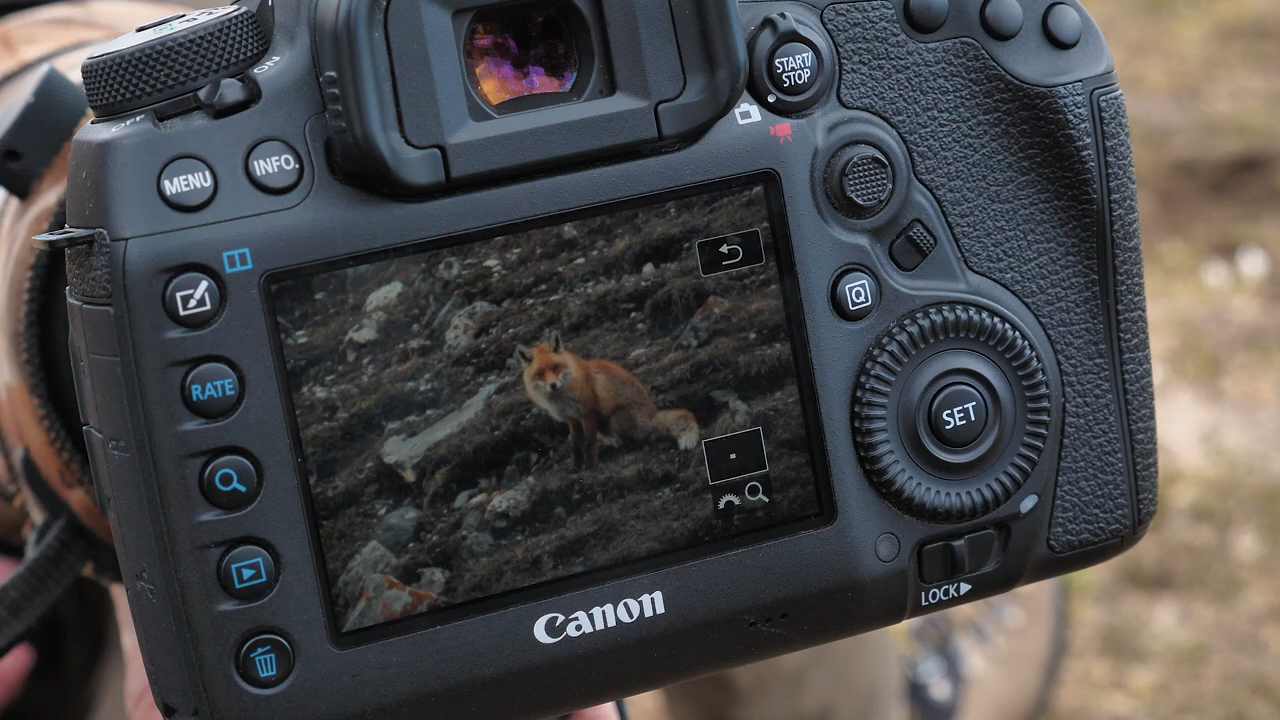 ON
OFF
START/
STOP
MENU
INFO.
Q
RATE
SET
LOCK
Canon